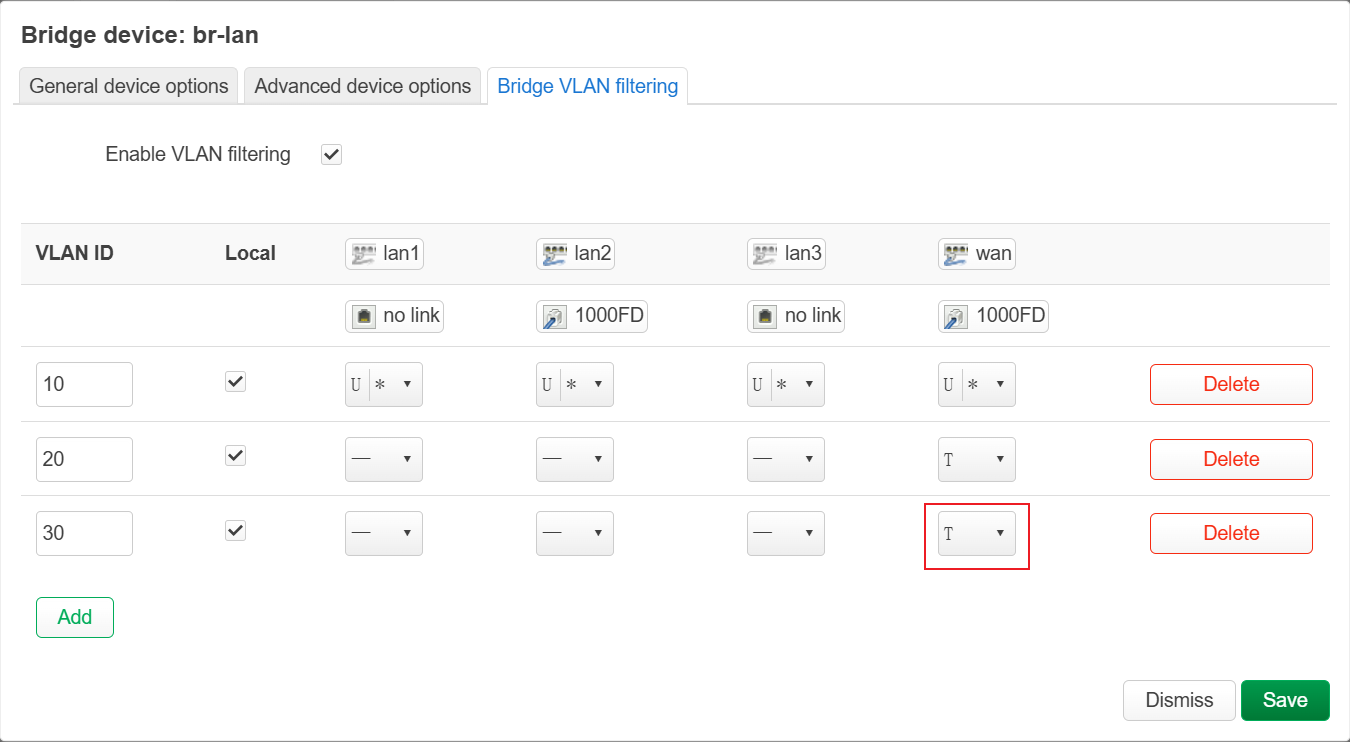 Bridge device: br-lan
General device options Advanced device options Bridge VLAN filtering
Enable VLAN filtering
VLAN ID Local lan1 lan2 lan3 wan
no link 1000FD no link 1000FD
10 U * U * U * U * Delete
20 — — — T Delete
30 — — — T Delete
Add
Dismiss Save